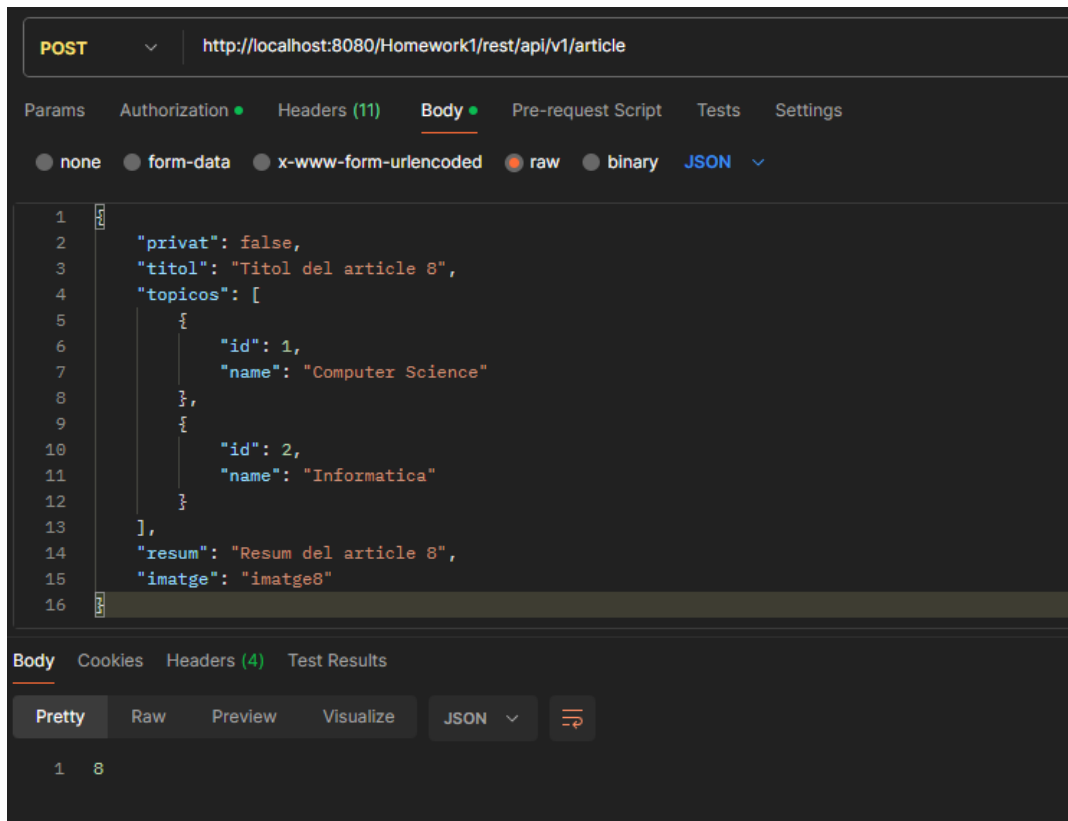 POST http://localhost:8080/Homework1/rest/api/v1/article
Params Authorization Headers (11) Body Pre-request Script Tests Settings
none form-data x-www-form-urlencoded raw binary JSON
1 {
2 "privat": false,
3 "titol": "Titol del article 8",
4 "topicos": [
5 {
6 "id": 1,
7 "name": "Computer Science"
8 },
9 {
10 "id": 2,
11 "name": "Informatica"
12 }
13 ],
14 "resum": "Resum del article 8",
15 "imatge": "imatge8"
16 }
Body Cookies Headers (4) Test Results
Pretty Raw Preview Visualize JSON
1 8